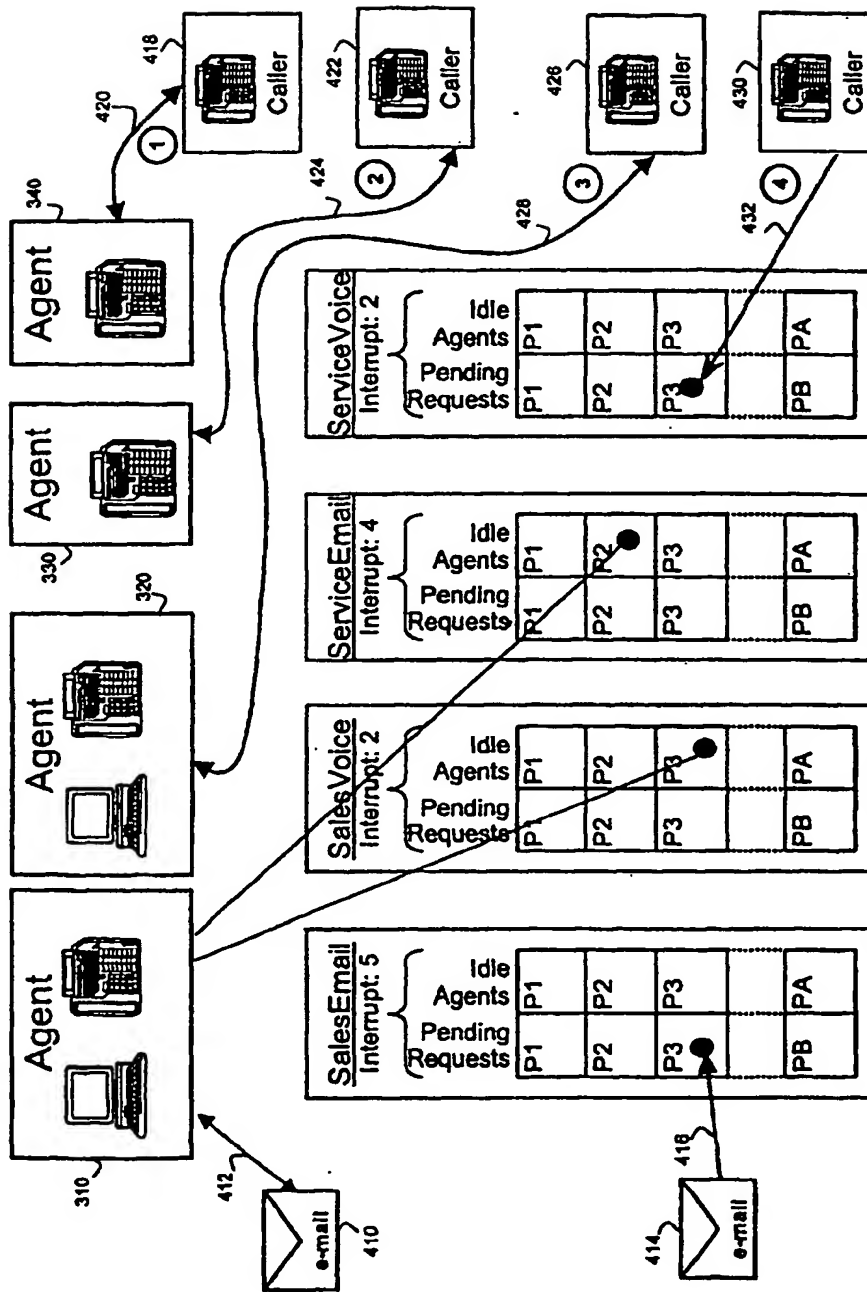 310
Agent
320
Agent
330
Agent
340
Agent
412
e-mail
410
420
1
418
Caller
424
2
422
Caller
428
3
426
Caller
432
4
430
Caller
SalesEmail
Interrupt: 5
Pending
Requests
Idle
Agents
P1 P1
P2 P2
P3 P3
PB PA
SalesVoice
Interrupt: 2
Pending
Requests
Idle
Agents
P1 P1
P2 P2
P3 P3
PB PA
ServiceEmail
Interrupt: 4
Pending
Requests
Idle
Agents
P1 P1
P2 P2
P3 P3
PB PA
ServiceVoice
Interrupt: 2
Pending
Requests
Idle
Agents
P1 P1
P2 P2
P3 P3
PB PA
414
e-mail
416